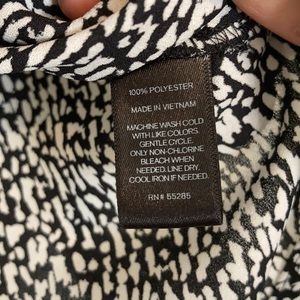 100% POLYESTER
MADE IN VIETNAM
MACHINE WASH COLD
WITH LIKE COLORS.
GENTLE CYCLE.
ONLY NON-CHLORINE
BLEACH WHEN
NEEDED. LINE DRY.
COOL IRON IF NEEDED.
RN# 55285